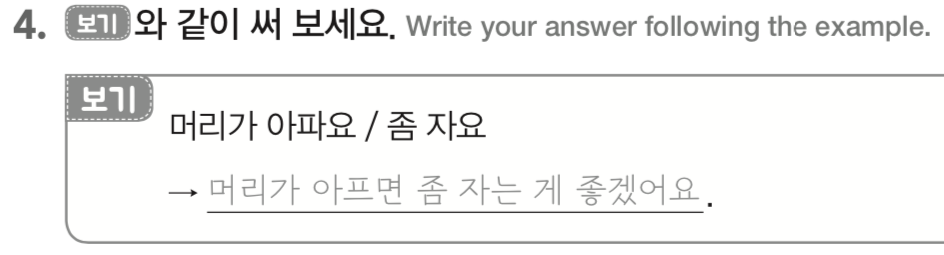 4. 보기 와 같이 써 보세요. Write your answer following the example.
보기
머리가 아파요 / 좀 자요
→ 머리가 아프면 좀 자는 게 좋겠어요.